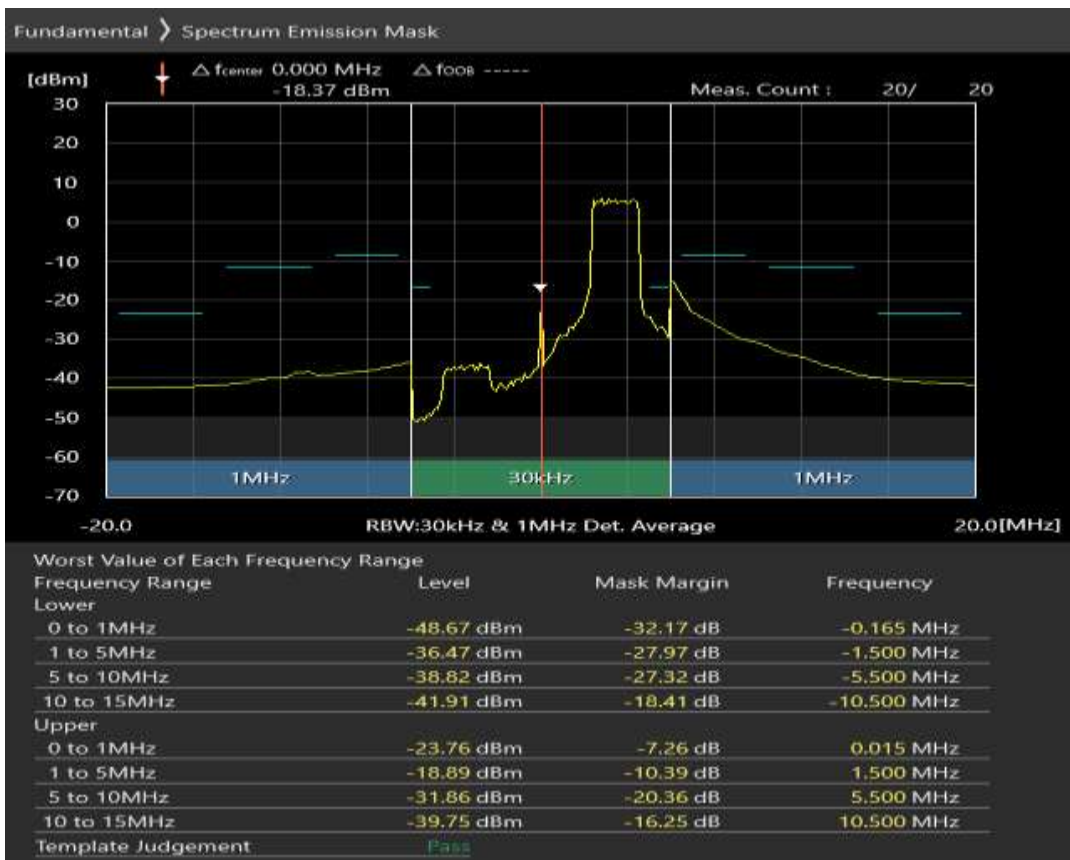 Fundamental 〉 Spectrum Emission Mask
[dBm] △ fcenter 0.000 MHz △ fOOB -----
-18.37 dBm Meas. Count : 20/ 20
30
20
10
0
-10
-20
-30
-40
-50
-60
-70
1MHz 30kHz 1MHz
-20.0 RBW:30kHz & 1MHz Det. Average 20.0[MHz]
Worst Value of Each Frequency Range
Frequency Range Level Mask Margin Frequency
Lower
0 to 1MHz -48.67 dBm -32.17 dB -0.165 MHz
1 to 5MHz -36.47 dBm -27.97 dB -1.500 MHz
5 to 10MHz -38.82 dBm -27.32 dB -5.500 MHz
10 to 15MHz -41.91 dBm -18.41 dB -10.500 MHz
Upper
0 to 1MHz -23.76 dBm -7.26 dB 0.015 MHz
1 to 5MHz -18.89 dBm -10.39 dB 1.500 MHz
5 to 10MHz -31.86 dBm -20.36 dB 5.500 MHz
10 to 15MHz -39.75 dBm -16.25 dB 10.500 MHz
Template Judgement Pass